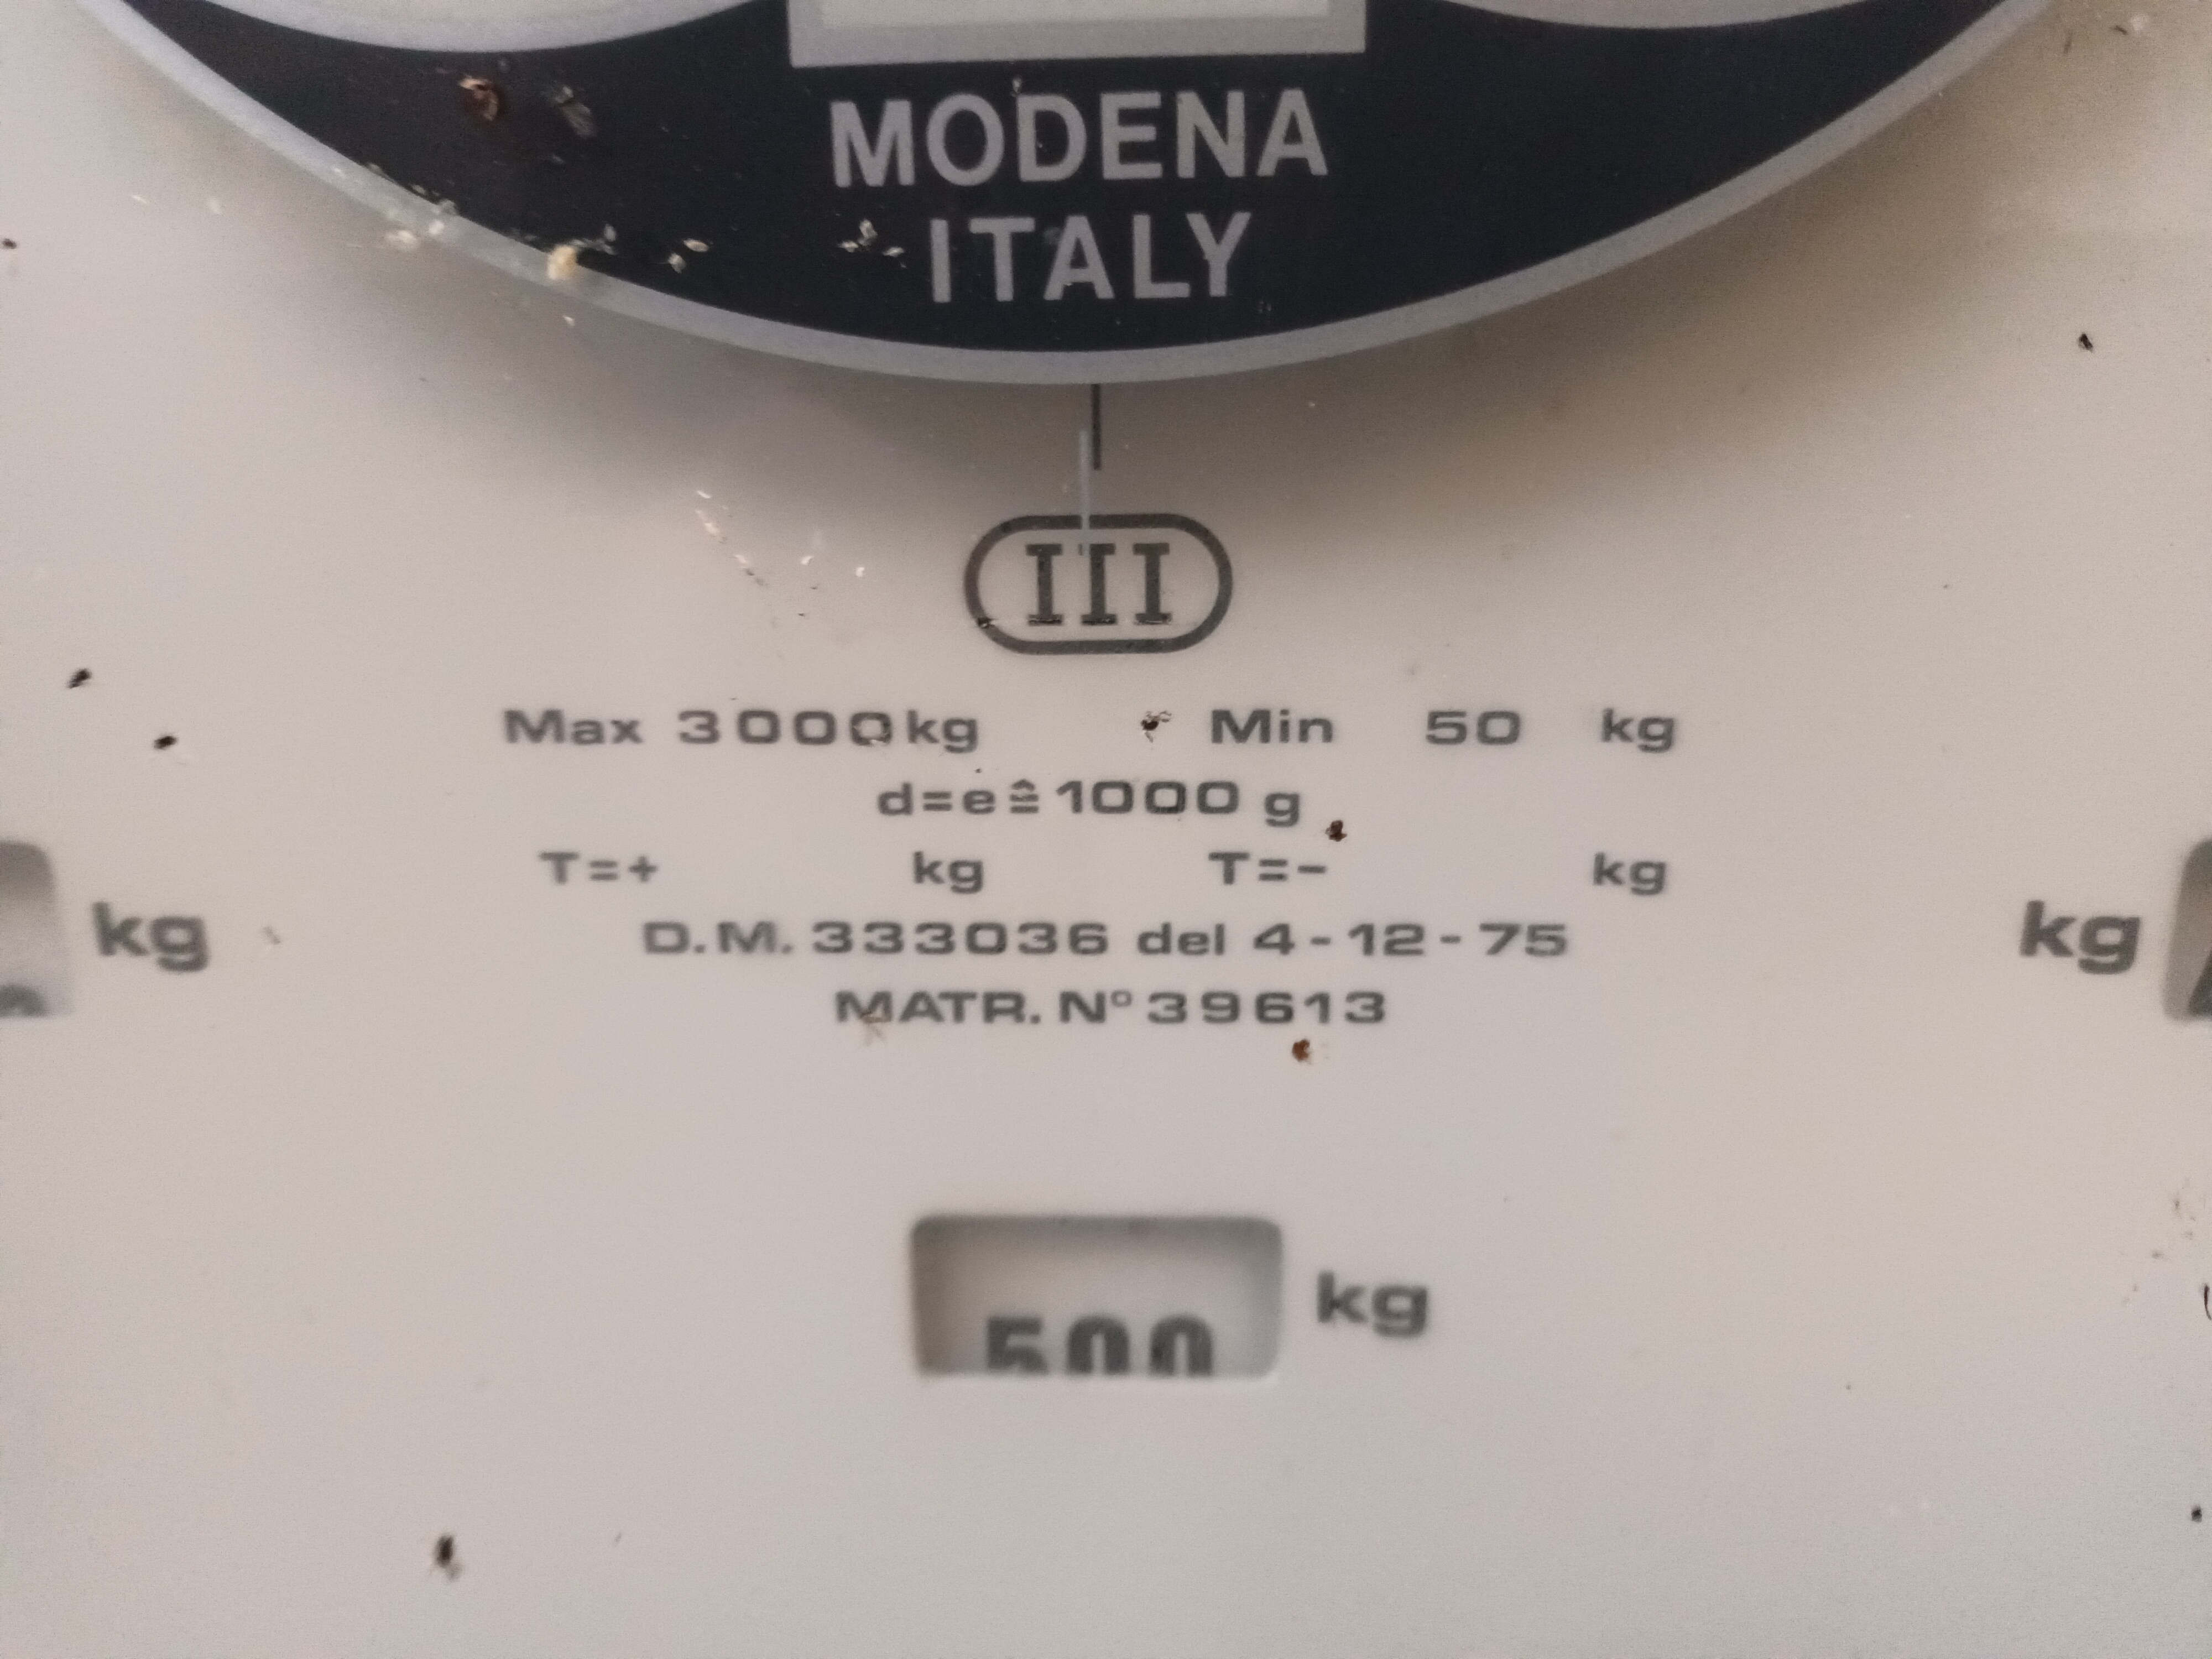 MODENA
ITALY
III
Max 3000kg Min 50 kg
d=e≙1000 g
T=+ kg T=- kg
kg
kg
D.M. 333036 del 4-12-75
MATR. Nº 39613
500 kg